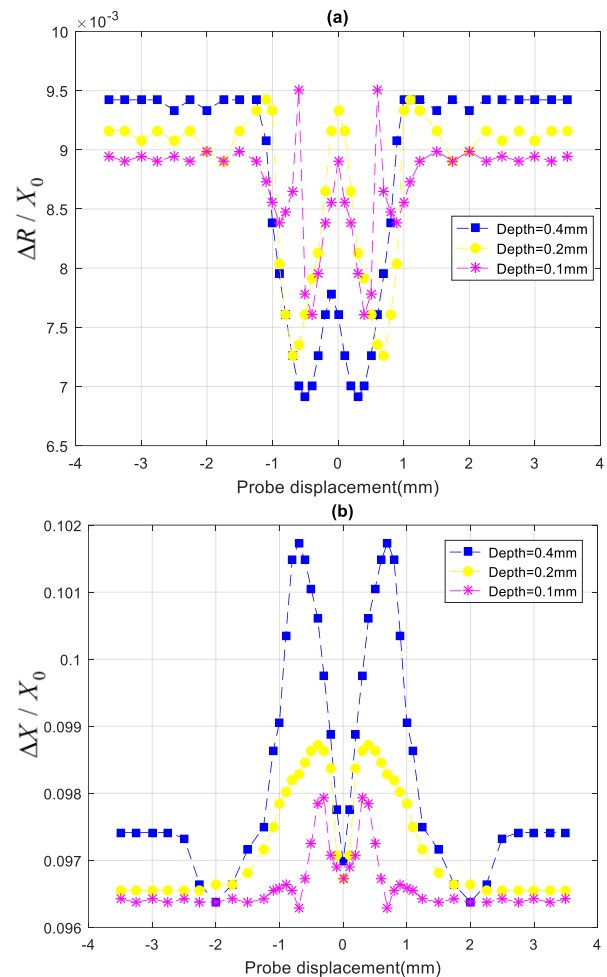 (a)
×10⁻³
10
9.5
9
8.5
8
7.5
7
6.5
ΔR / X₀
Depth=0.4mm
Depth=0.2mm
Depth=0.1mm
-4 -3 -2 -1 0 1 2 3 4
Probe displacement(mm)
(b)
0.102
0.101
0.1
0.099
0.098
0.097
0.096
ΔX / X₀
Depth=0.4mm
Depth=0.2mm
Depth=0.1mm
-4 -3 -2 -1 0 1 2 3 4
Probe displacement(mm)